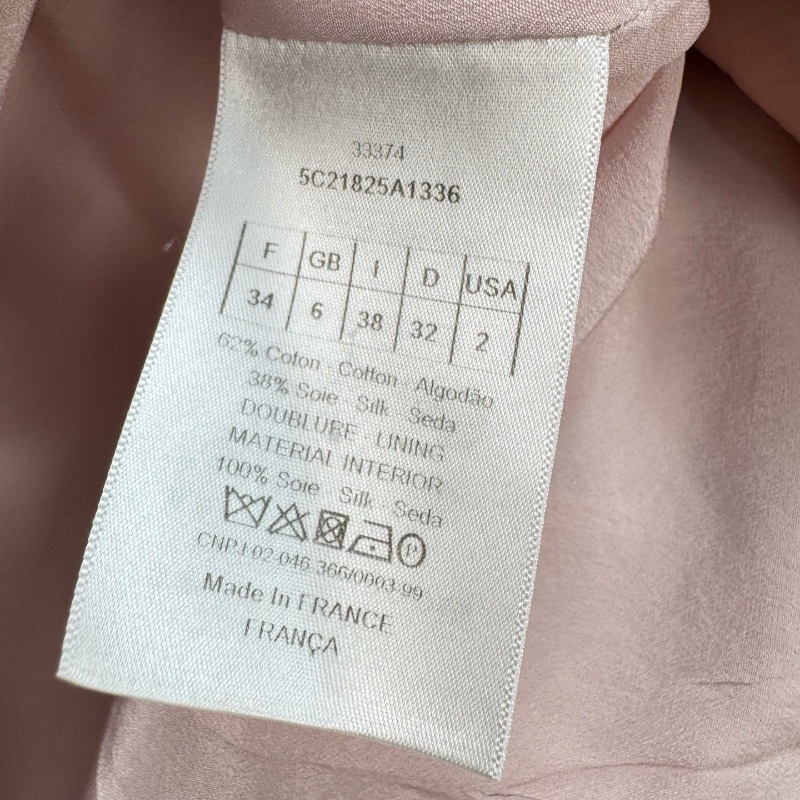 33374
5C21825A1336
F GB I D USA
34 6 38 32 2
62% Coton - Cotton - Algodão
38% Soie - Silk - Seda
DOUBLURE - LINING
MATERIAL INTERIOR
100% Soie - Silk - Seda
P
CNPJ 02-046-366/0003-99
Made In FRANCE
FRANÇA